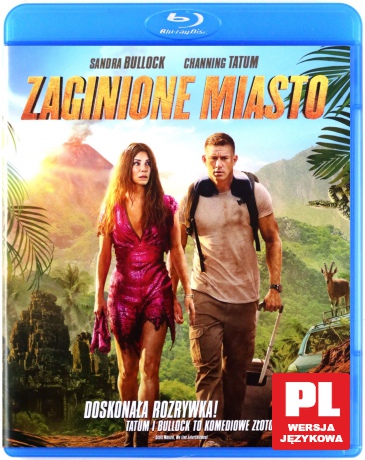 Blu-ray Disc
SANDRA BULLOCK CHANNING TATUM
ZAGINIONE MIASTO
DOSKONAŁA ROZRYWKA!
TATUM I BULLOCK TO KOMEDIOWE ZŁOTO
PL
WERSJA
JĘZYKOWA